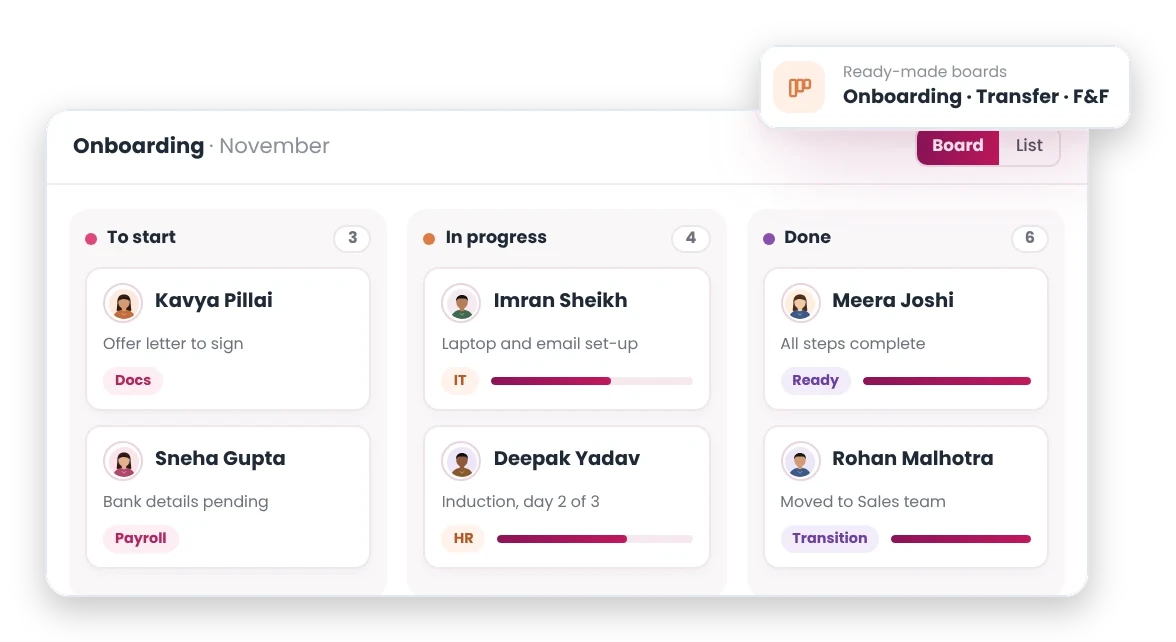 Ready-made boards
Onboarding · Transfer · F&F
Onboarding · November
Board
List
To start
3
Kavya Pillai
Offer letter to sign
Docs
Sneha Gupta
Bank details pending
Payroll
In progress
4
Imran Sheikh
Laptop and email set-up
IT
Deepak Yadav
Induction, day 2 of 3
HR
Done
6
Meera Joshi
All steps complete
Ready
Rohan Malhotra
Moved to Sales team
Transition